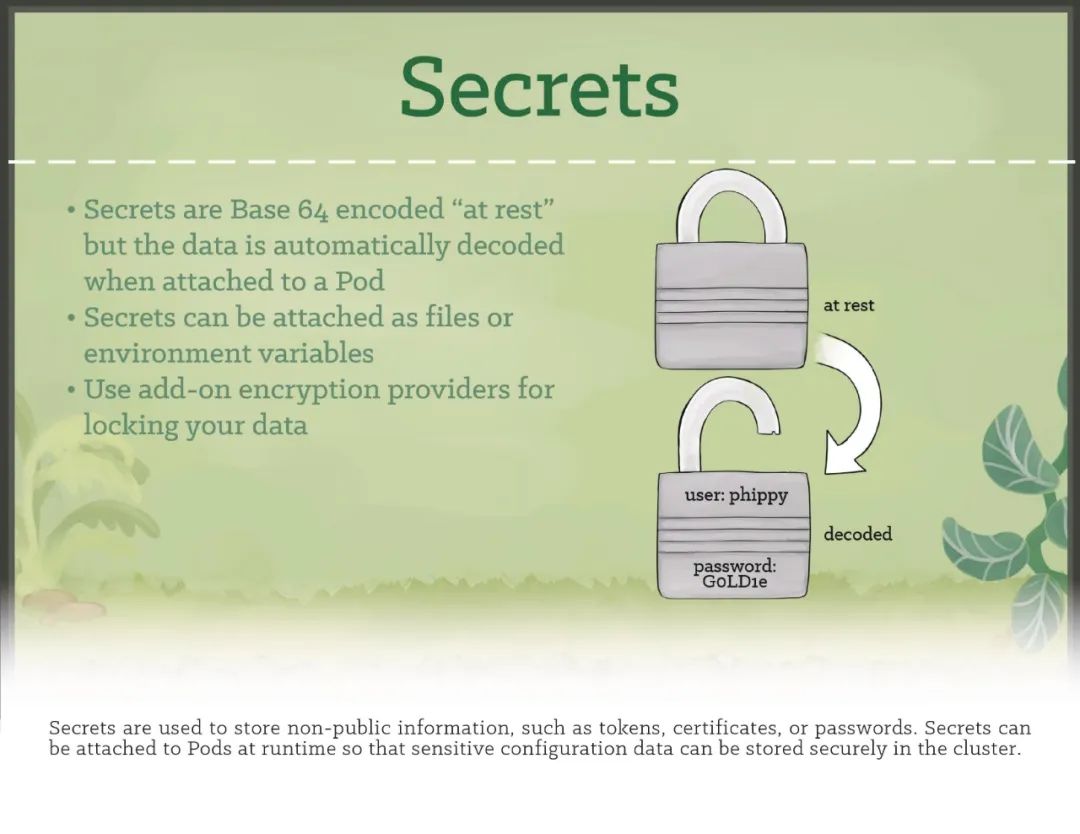 Secrets
• Secrets are Base 64 encoded “at rest”
but the data is automatically decoded
when attached to a Pod
• Secrets can be attached as files or
environment variables
• Use add-on encryption providers for
locking your data
at rest
user: phippy
decoded
password:
G0LD1e
Secrets are used to store non-public information, such as tokens, certificates, or passwords. Secrets can
be attached to Pods at runtime so that sensitive configuration data can be stored securely in the cluster.